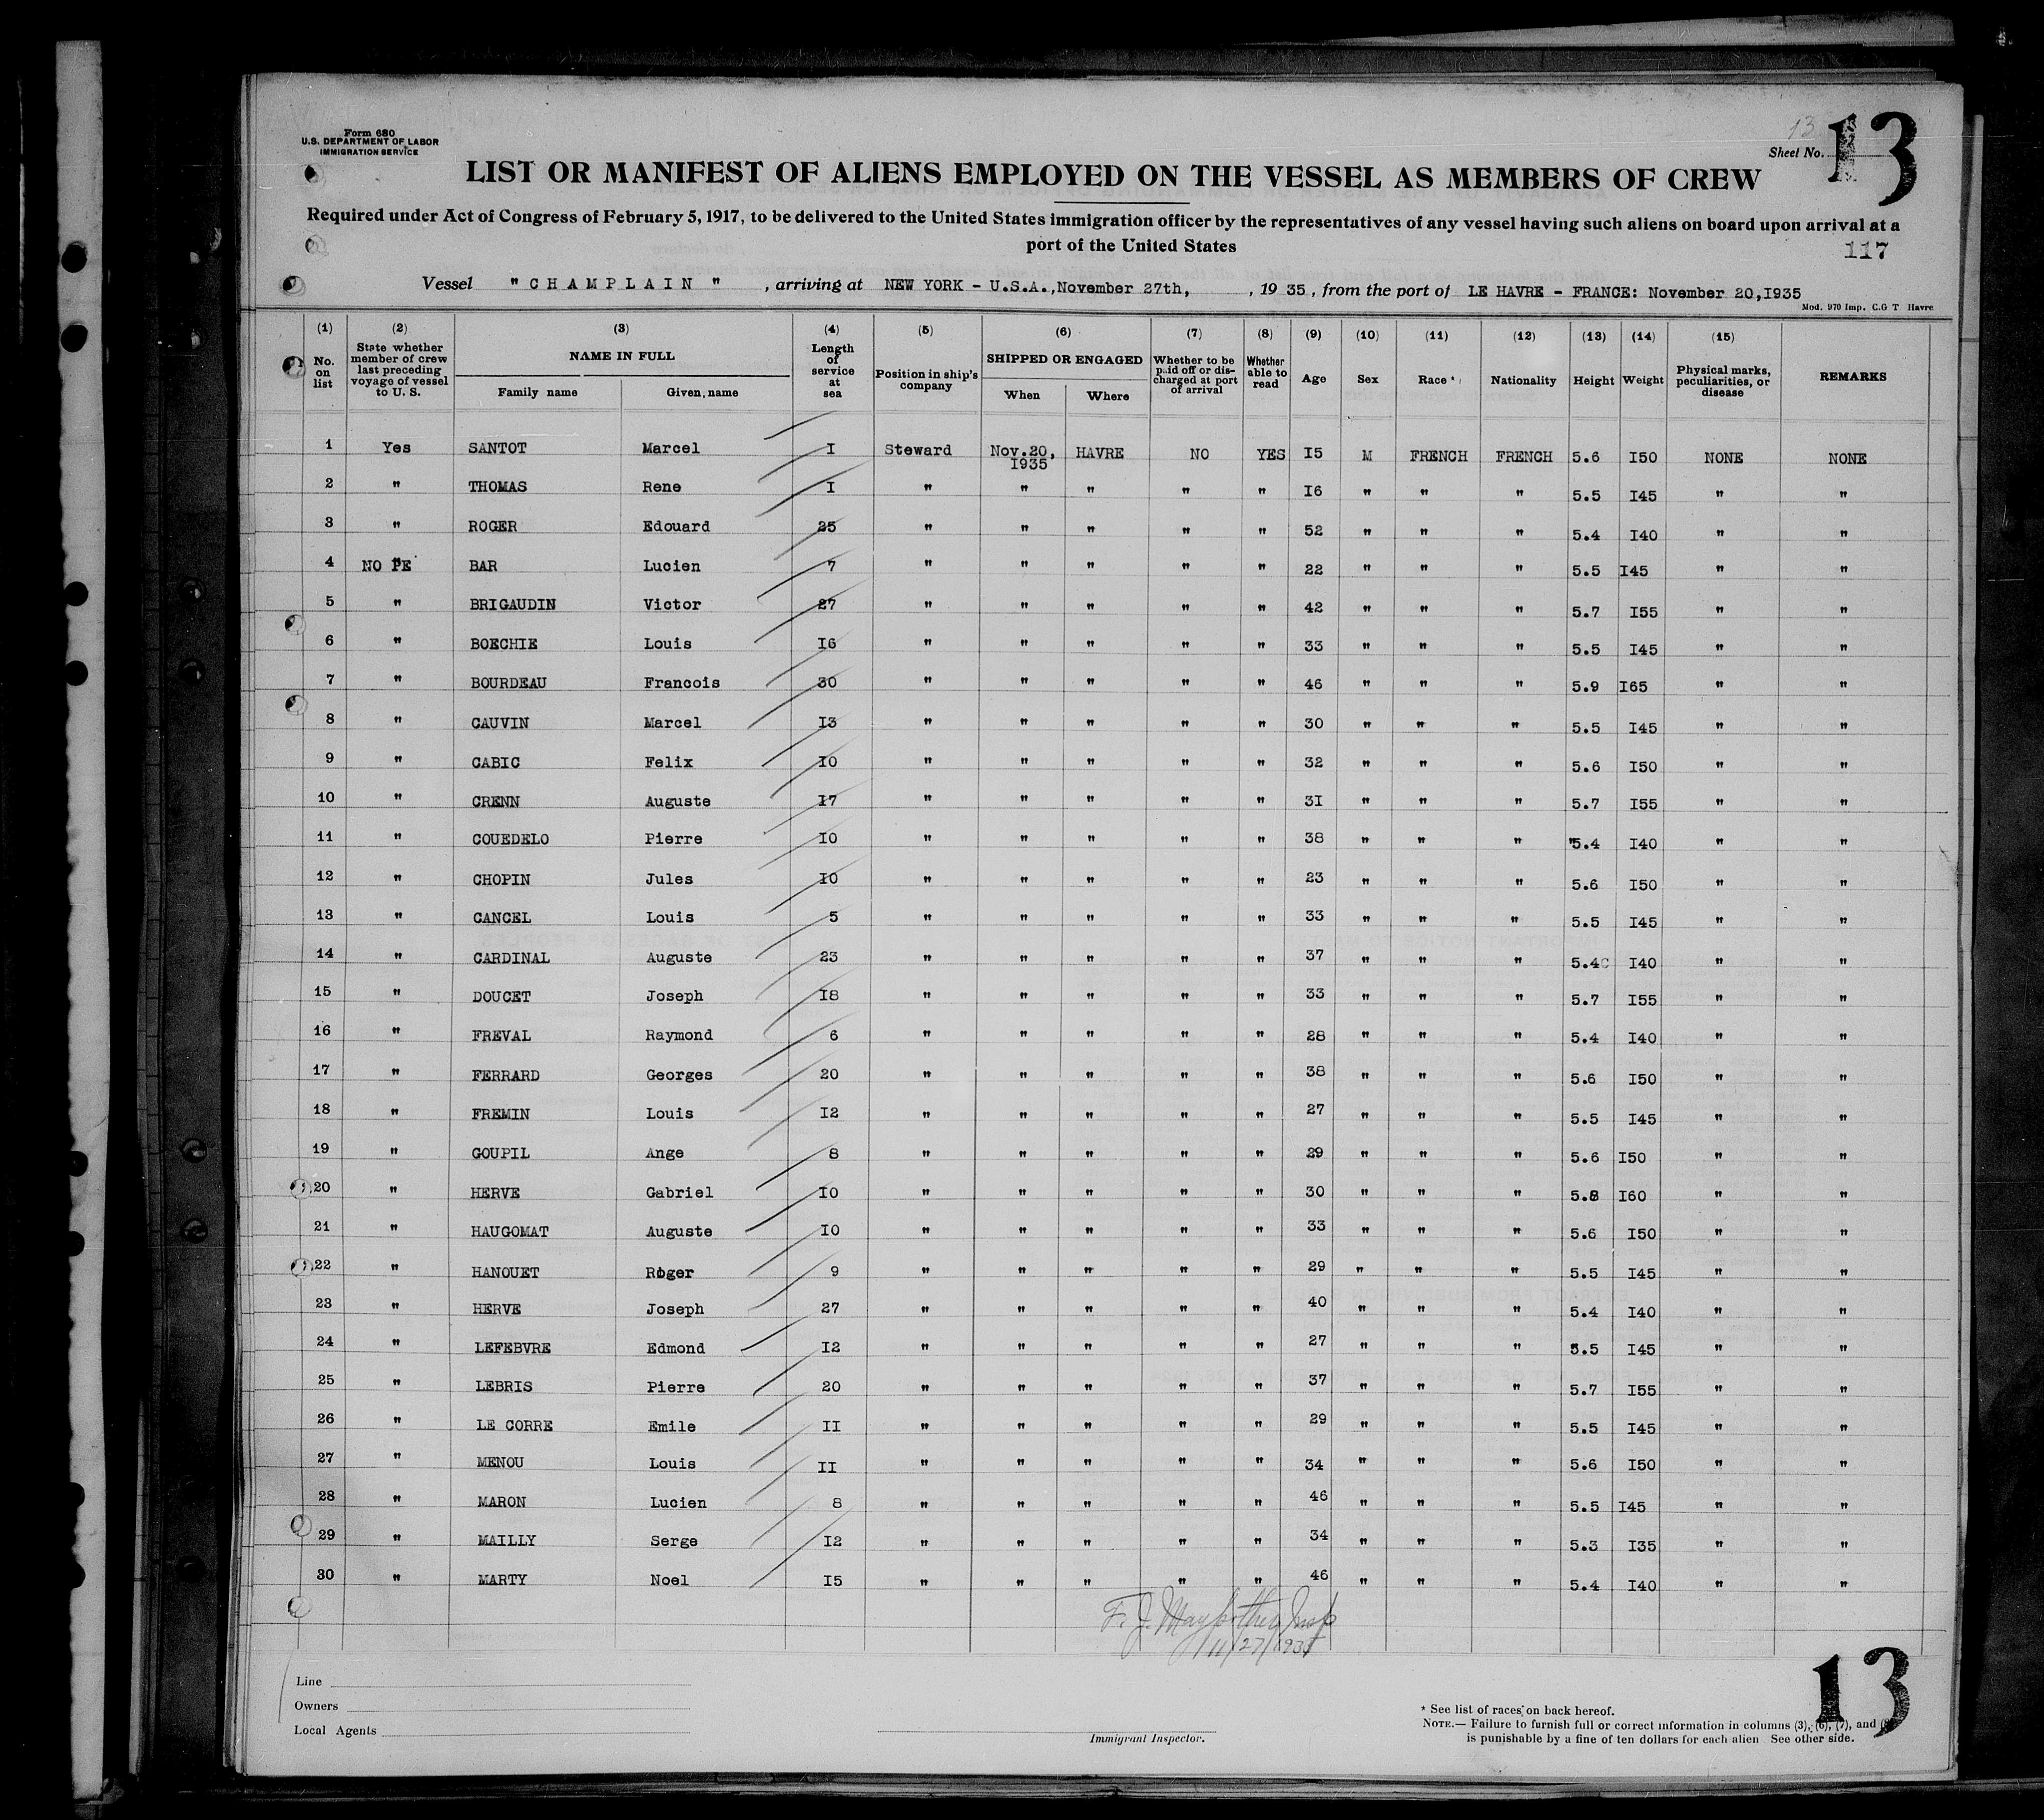 Form 680
U.S. DEPARTMENT OF LABOR
IMMIGRATION SERVICE
13
Sheet No. 13
LIST OR MANIFEST OF ALIENS EMPLOYED ON THE VESSEL AS MEMBERS OF CREW
Required under Act of Congress of February 5, 1917, to be delivered to the United States immigration officer by the representatives of any vessel having such aliens on board upon arrival at a
port of the United States
117
Vessel " CHAMPLAIN " , arriving at NEW YORK - U.S.A.,November 27th, , 19 35, from the port of LE HAVRE - FRANCE: November 20,I935
Mod. 970 Imp. C.G T Havre
(1) (2) (3) (4) (5) (6) (7) (8) (9) (10) (11) (12) (13) (14) (15)
No. on list State whether member of crew last preceding voyage of vessel to U. S. NAME IN FULL Family name Given name Length of service at sea Position in ship's company SHIPPED OR ENGAGED When Where Whether to be paid off or discharged at port of arrival Whether able to read Age Sex Race * Nationality Height Weight Physical marks, peculiarities, or disease REMARKS
1 Yes SANTOT Marcel I Steward Nov.20, I935 HAVRE NO YES I5 M FRENCH FRENCH 5.6 I50 NONE NONE
2 " THOMAS Rene I " " " " " I6 " " " 5.5 I45 " "
3 " ROGER Edouard 25 " " " " " 52 " " " 5.4 I40 " "
4 NO PE BAR Lucien 7 " " " " " 22 " " " 5.5 I45 " "
5 " BRIGAUDIN Victor 27 " " " " " 42 " " " 5.7 I55 " "
6 " BOECHIE Louis I6 " " " " " 33 " " " 5.5 I45 " "
7 " BOURDEAU Francois 30 " " " " " 46 " " " 5.9 I65 " "
8 " CAUVIN Marcel I3 " " " " " 30 " " " 5.5 I45 " "
9 " CABIC Felix I0 " " " " " 32 " " " 5.6 I50 " "
10 " CRENN Auguste I7 " " " " " 3I " " " 5.7 I55 " "
11 " COUEDELO Pierre I0 " " " " " 38 " " " "5.4 I40 " "
12 " CHOPIN Jules I0 " " " " " 23 " " " 5.6 I50 " "
13 " CANCEL Louis 5 " " " " " 33 " " " 5.5 I45 " "
14 " CARDINAL Auguste 23 " " " " " 37 " " " 5.4 I40 " "
15 " DOUCET Joseph I8 " " " " " 33 " " " 5.7 I55 " "
16 " FREVAL Raymond 6 " " " " " 28 " " " 5.4 I40 " "
17 " FERRARD Georges 20 " " " " " 38 " " " 5.6 I50 " "
18 " FREMIN Louis I2 " " " " " 27 " " " 5.5 I45 " "
19 " GOUPIL Ange 8 " " " " " 29 " " " 5.6 I50 " "
20 " HERVE Gabriel I0 " " " " " 30 " " " 5.8 I60 " "
21 " HAUGOMAT Auguste I0 " " " " " 33 " " " 5.6 I50 " "
22 " HANOUET Roger 9 " " " " " 29 " " " 5.5 I45 " "
23 " HERVE Joseph 27 " " " " " 40 " " " 5.4 I40 " "
24 " LEFEBVRE Edmond I2 " " " " " 27 " " " 5.5 I45 " "
25 " LEBRIS Pierre 20 " " " " " 37 " " " 5.7 I55 " "
26 " LE CORRE Emile II " " " " " 29 " " " 5.5 I45 " "
27 " MENOU Louis II " " " " " 34 " " " 5.6 I50 " "
28 " MARON Lucien 8 " " " " " 46 " " " 5.5 I45 " "
29 " MAILLY Serge I2 " " " " " 34 " " " 5.3 I35 " "
30 " MARTY Noel I5 " " " " " 46 " " " 5.4 I40 " "
F. J. Insp
11/27/1935
13
Line
Owners
Local Agents
Immigrant Inspector.
* See list of races on back hereof.
NOTE.— Failure to furnish full or correct information in columns (3), (6), (7), and
is punishable by a fine of ten dollars for each alien See other side.